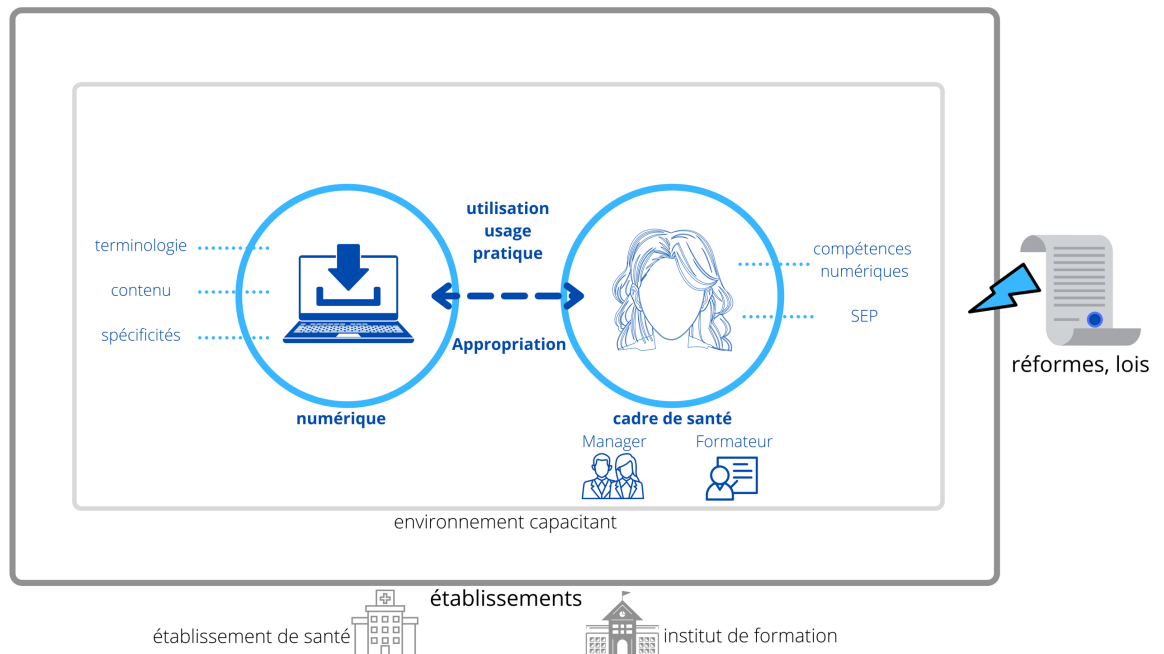 utilisation
usage
pratique
terminologie
contenu
spécificités
compétences
numériques
SEP
Appropriation
réformes, lois
numérique
cadre de santé
Manager
Formateur
environnement capacitant
établissements
établissement de santé
institut de formation